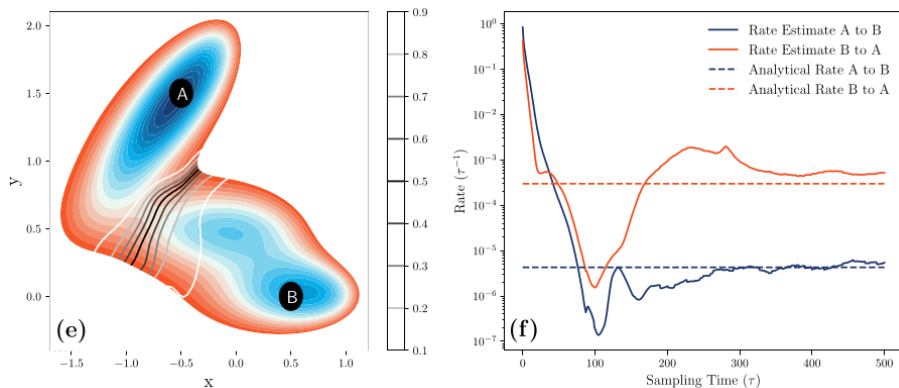 2.0
1.5
1.0
0.5
0.0
y
A
B
(e)
−1.5
−1.0
−0.5
0.0
0.5
1.0
x
0.9
0.8
0.7
0.6
0.5
0.4
0.3
0.2
0.1
10⁰
10⁻¹
10⁻²
10⁻³
10⁻⁴
10⁻⁵
10⁻⁶
10⁻⁷
Rate (τ⁻¹)
Rate Estimate A to B
Rate Estimate B to A
Analytical Rate A to B
Analytical Rate B to A
(f)
0
100
200
300
400
500
Sampling Time (τ)